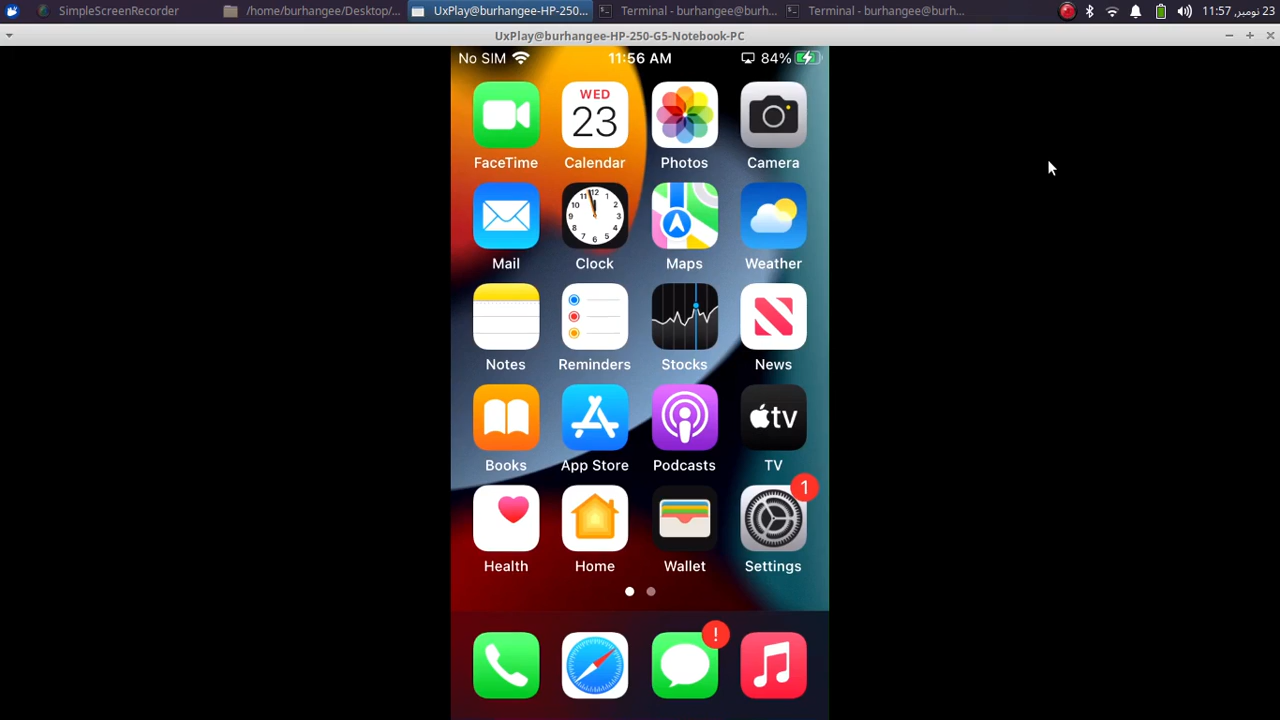 SimpleScreenRecorder
/home/burhangee/Desktop/...
UxPlay@burhangee-HP-250...
Terminal - burhangee@burh...
Terminal - burhangee@burh...
23 نومبر, 11:57
UxPlay@burhangee-HP-250-G5-Notebook-PC
No SIM
11:56 AM
84%
WED
23
FaceTime
Calendar
Photos
Camera
Mail
Clock
Maps
Weather
Notes
Reminders
Stocks
News
tv
Books
App Store
Podcasts
TV
1
Health
Home
Wallet
Settings
!